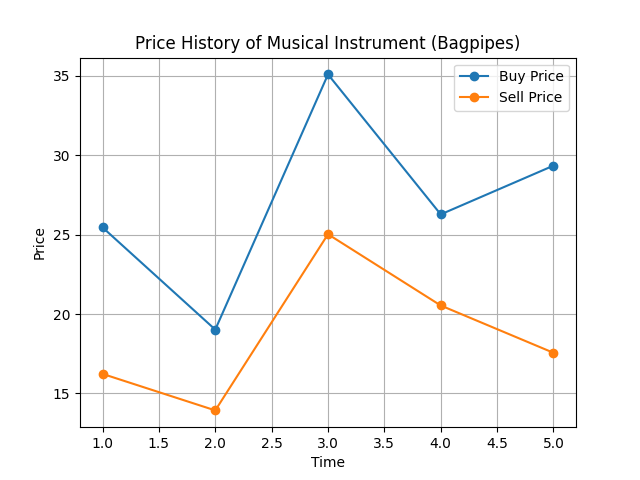 Price History of Musical Instrument (Bagpipes)
Buy Price
Sell Price
35
30
25
20
15
Price
1.0 1.5 2.0 2.5 3.0 3.5 4.0 4.5 5.0
Time